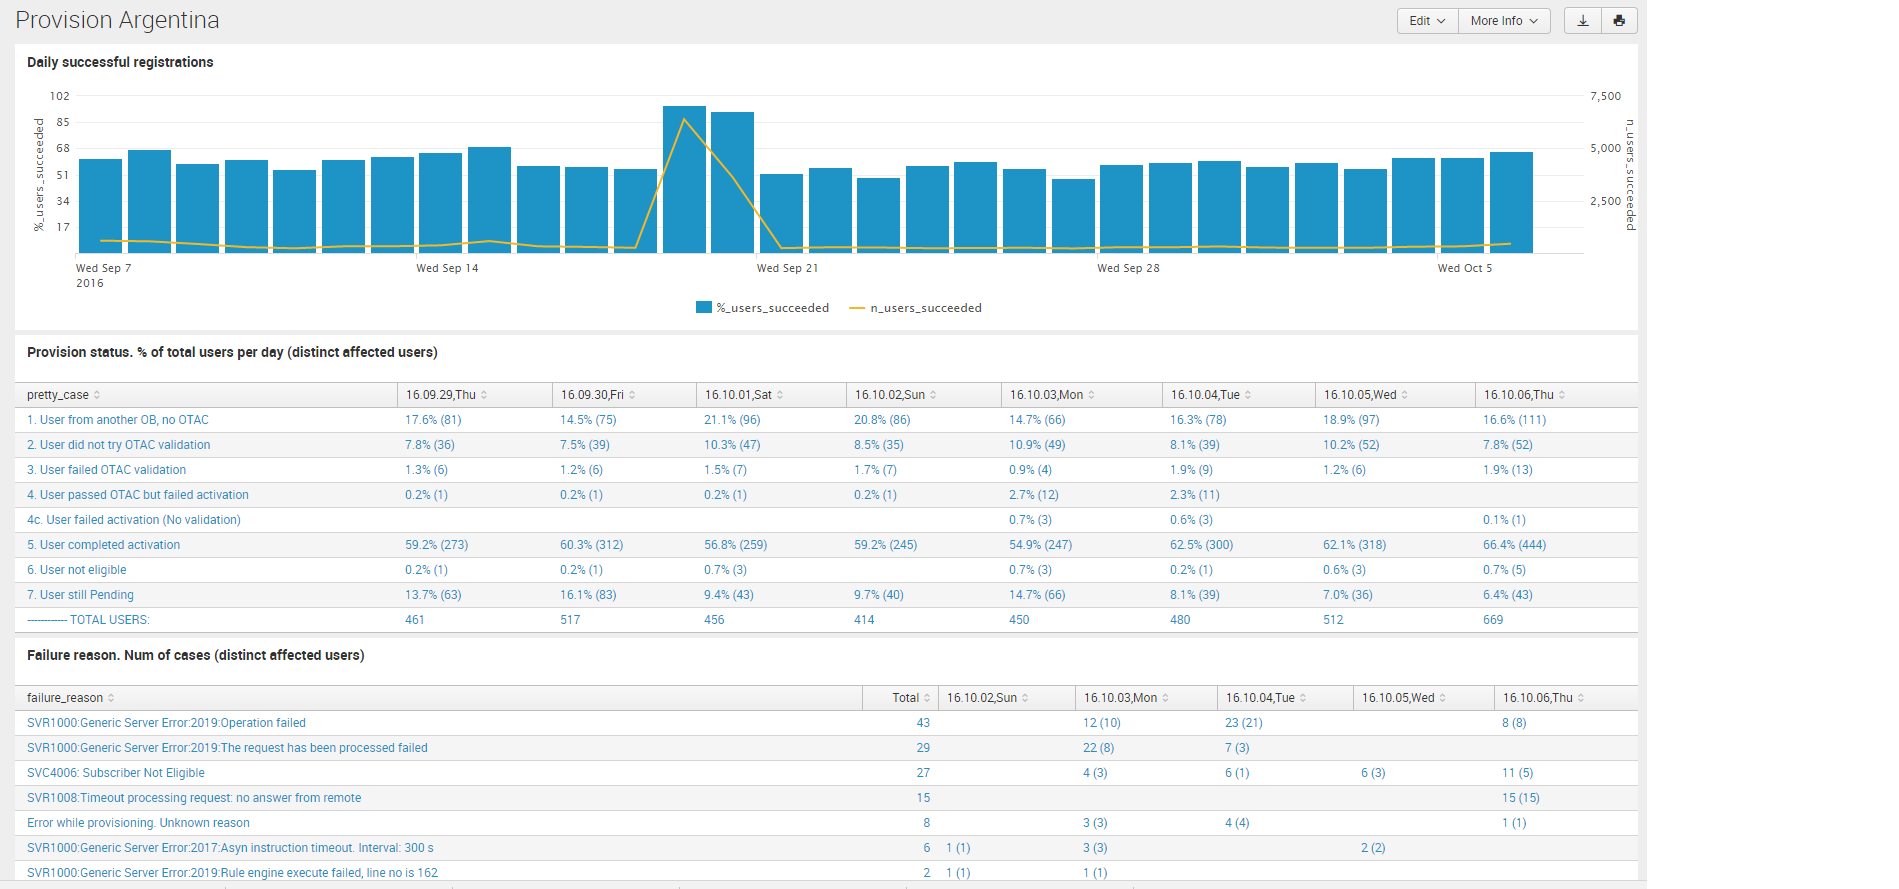 Provision Argentina
Edit More Info
Daily successful registrations
102 7,500
85
68 5,000
51
34 2,500
17
%_users_succeeded
n_users_succeeded
Wed Sep 7 Wed Sep 14 Wed Sep 21 Wed Sep 28 Wed Oct 5
2016
%_users_succeeded n_users_succeeded
Provision status. % of total users per day (distinct affected users)
pretty_case 16.09.29,Thu 16.09.30,Fri 16.10.01,Sat 16.10.02,Sun 16.10.03,Mon 16.10.04,Tue 16.10.05,Wed 16.10.06,Thu
1. User from another OB, no OTAC 17.6% (81) 14.5% (75) 21.1% (96) 20.8% (86) 14.7% (66) 16.3% (78) 18.9% (97) 16.6% (111)
2. User did not try OTAC validation 7.8% (36) 7.5% (39) 10.3% (47) 8.5% (35) 10.9% (49) 8.1% (39) 10.2% (52) 7.8% (52)
3. User failed OTAC validation 1.3% (6) 1.2% (6) 1.5% (7) 1.7% (7) 0.9% (4) 1.9% (9) 1.2% (6) 1.9% (13)
4. User passed OTAC but failed activation 0.2% (1) 0.2% (1) 0.2% (1) 0.2% (1) 2.7% (12) 2.3% (11)
4c. User failed activation (No validation) 0.7% (3) 0.6% (3) 0.1% (1)
5. User completed activation 59.2% (273) 60.3% (312) 56.8% (259) 59.2% (245) 54.9% (247) 62.5% (300) 62.1% (318) 66.4% (444)
6. User not eligible 0.2% (1) 0.2% (1) 0.7% (3) 0.7% (3) 0.2% (1) 0.6% (3) 0.7% (5)
7. User still Pending 13.7% (63) 16.1% (83) 9.4% (43) 9.7% (40) 14.7% (66) 8.1% (39) 7.0% (36) 6.4% (43)
------------ TOTAL USERS: 461 517 456 414 450 480 512 669
Failure reason. Num of cases (distinct affected users)
failure_reason Total 16.10.02,Sun 16.10.03,Mon 16.10.04,Tue 16.10.05,Wed 16.10.06,Thu
SVR1000:Generic Server Error:2019:Operation failed 43 12 (10) 23 (21) 8 (8)
SVR1000:Generic Server Error:2019:The request has been processed failed 29 22 (8) 7 (3)
SVC4006: Subscriber Not Eligible 27 4 (3) 6 (1) 6 (3) 11 (5)
SVR1008:Timeout processing request: no answer from remote 15 15 (15)
Error while provisioning. Unknown reason 8 3 (3) 4 (4) 1 (1)
SVR1000:Generic Server Error:2017:Asyn instruction timeout. Interval: 300 s 6 1 (1) 3 (3) 2 (2)
SVR1000:Generic Server Error:2019:Rule engine execute failed, line no is 162 2 1 (1) 1 (1)